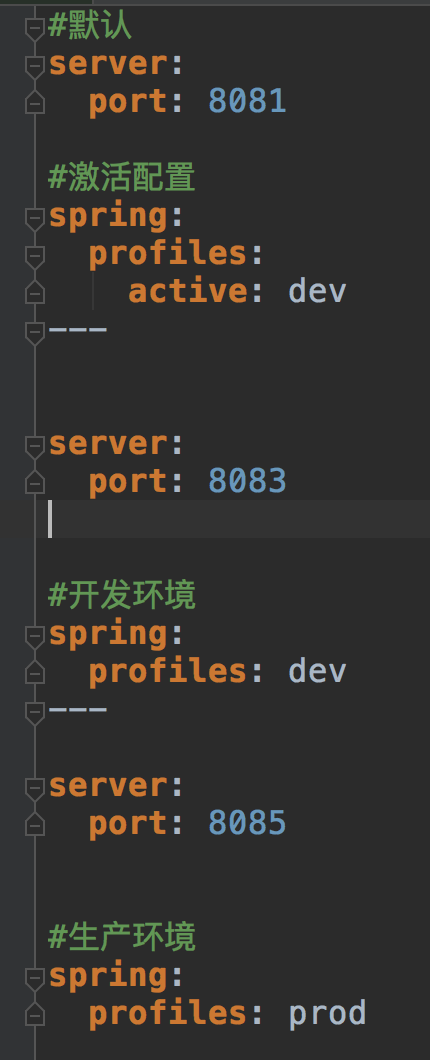 #默认
server:
  port: 8081
#激活配置
spring:
  profiles:
    active: dev
---
server:
  port: 8083
#开发环境
spring:
  profiles: dev
---
server:
  port: 8085
#生产环境
spring:
  profiles: prod